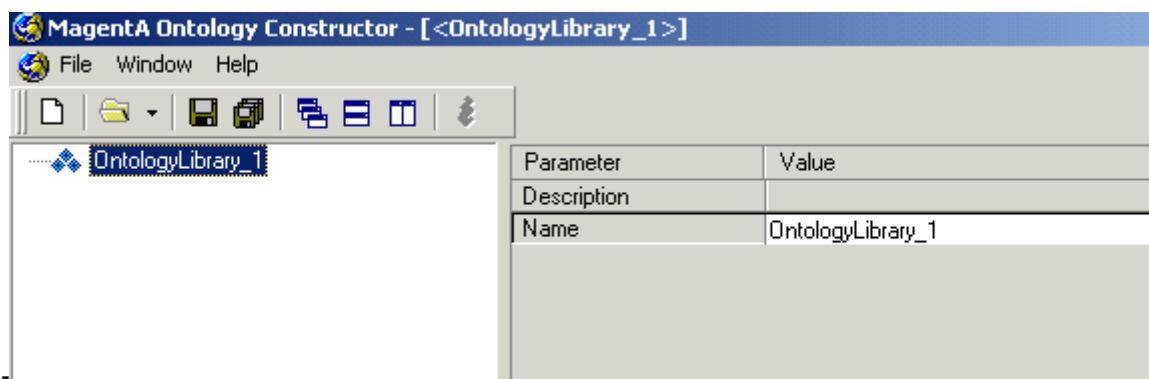 MagentA Ontology Constructor - [<OntologyLibrary_1>]
File Window Help
OntologyLibrary_1
Parameter Value
Description
Name OntologyLibrary_1